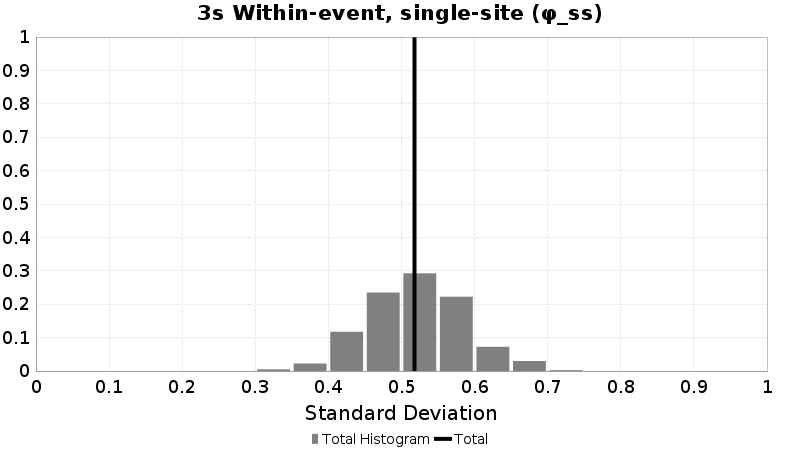 3s Within-event, single-site (φ_ss)
1
0.9
0.8
0.7
0.6
0.5
0.4
0.3
0.2
0.1
0
0 0.1 0.2 0.3 0.4 0.5 0.6 0.7 0.8 0.9 1
Standard Deviation
Total Histogram Total